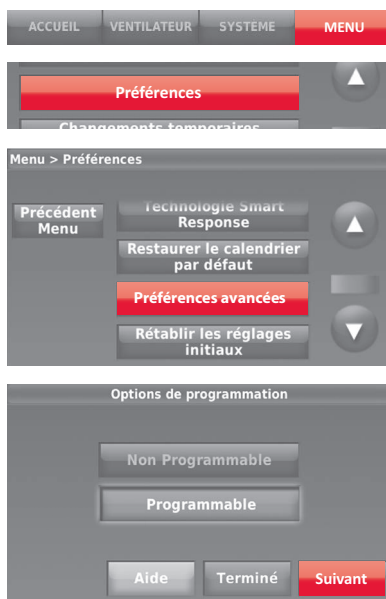 ACCUEIL VENTILATEUR SYSTEME MENU
Préférences
Changements temporaires
Menu > Préférences
Précédent
Menu
Technologie Smart
Response
Restaurer le calendrier
par défaut
Préférences avancées
Rétablir les réglages
initiaux
Options de programmation
Non Programmable
Programmable
Aide Terminé Suivant